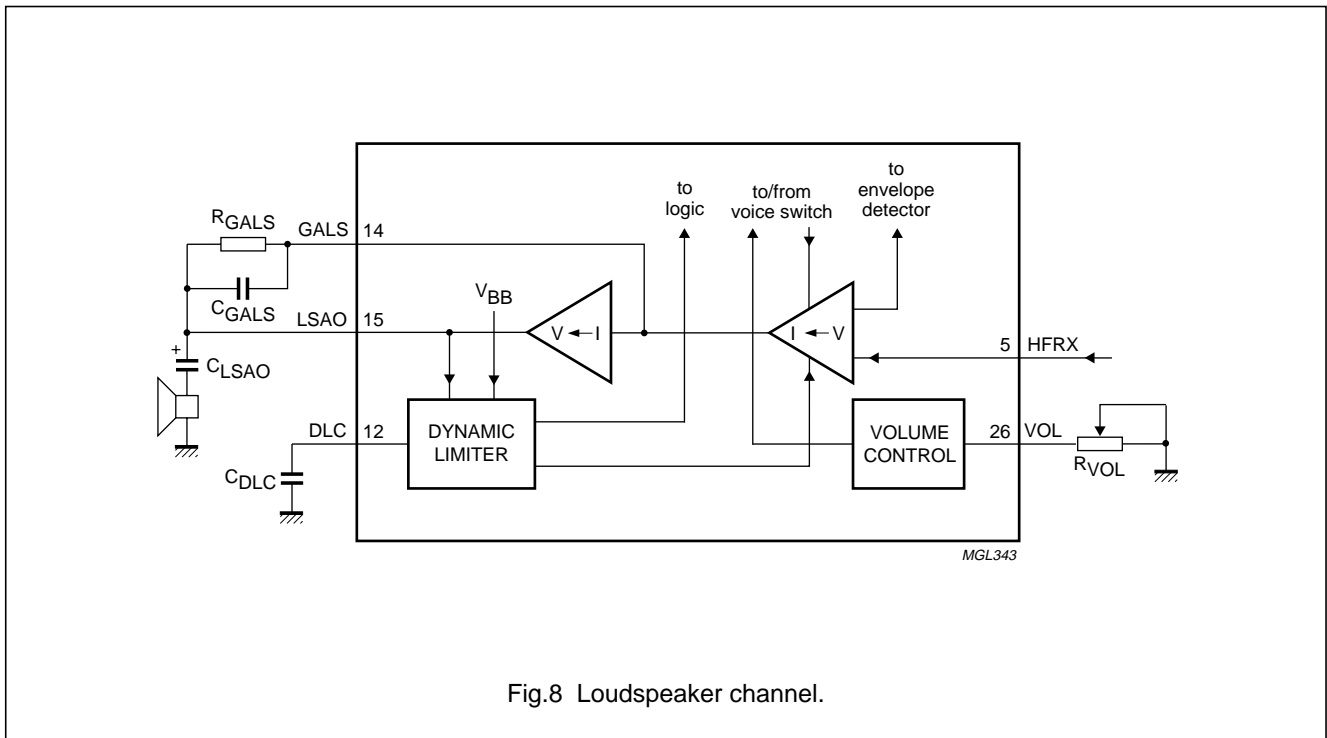 to
logic
to/from
voice switch
to
envelope
detector
RGALS
GALS 14
CGALS
VBB
LSAO 15
V I
I V
5 HFRX
+
CLSAO
DLC 12
DYNAMIC
LIMITER
VOLUME
CONTROL
26 VOL
RVOL
CDLC
MGL343
Fig.8 Loudspeaker channel.